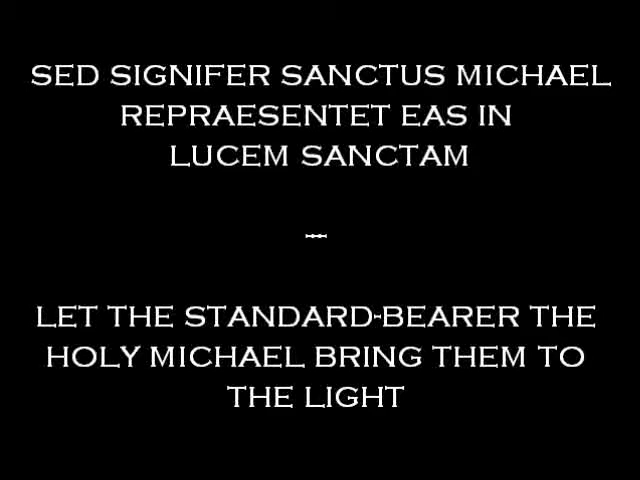 SED SIGNIFER SANCTUS MICHAEL
REPRAESENTET EAS IN
LUCEM SANCTAM
---
LET THE STANDARD-BEARER THE
HOLY MICHAEL BRING THEM TO
THE LIGHT